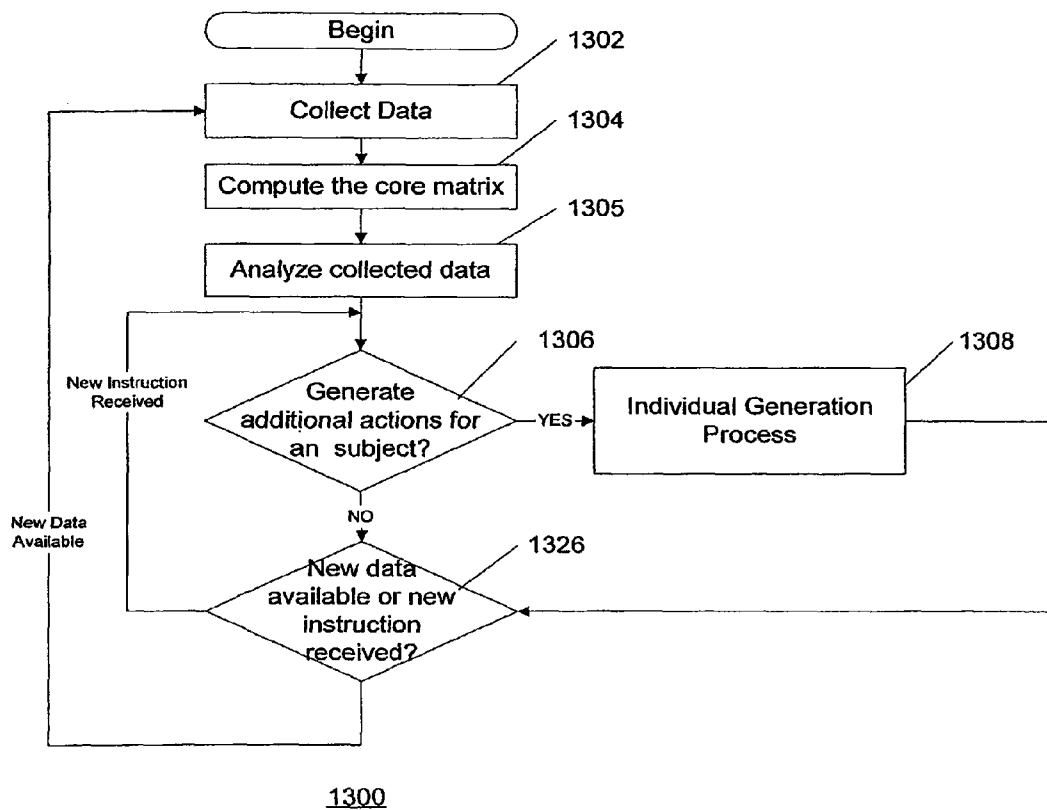 Begin
1302
Collect Data
1304
Compute the core matrix
1305
Analyze collected data
1306
1308
New Instruction
Received
Generate
additional actions for
an subject?
YES
Individual Generation
Process
NO
New Data
Available
1326
New data
available or new
instruction
received?
1300